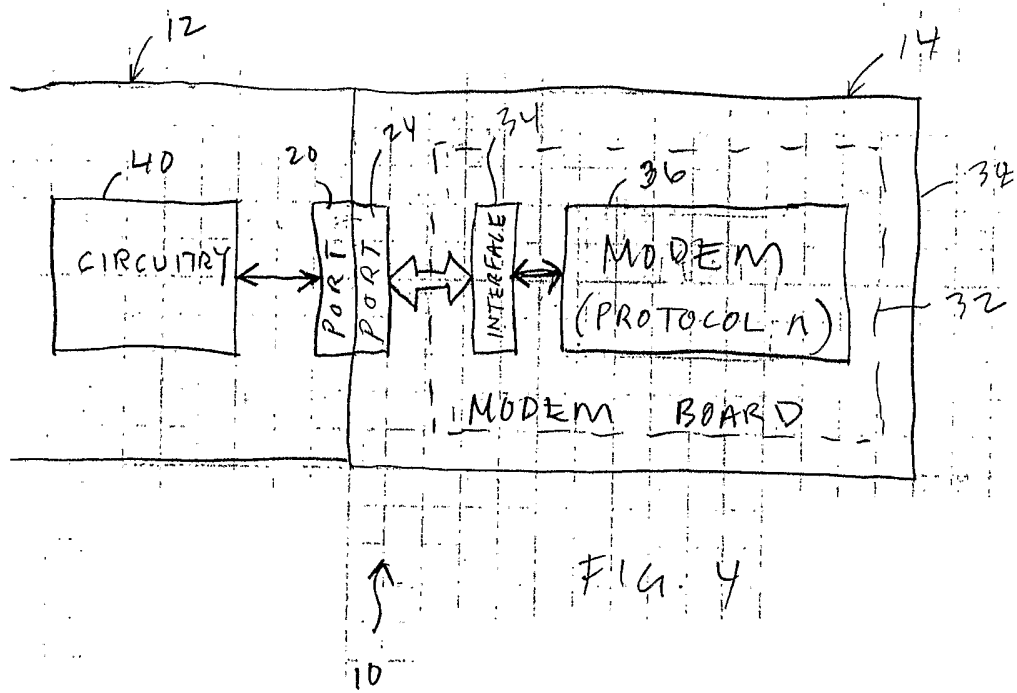 12
14
40
20
24
34
36
CIRCUITRY
PORT
PORT
INTERFACE
MODEM
(PROTOCOL n)
32
MODEM BOARD
FIG. 4
10